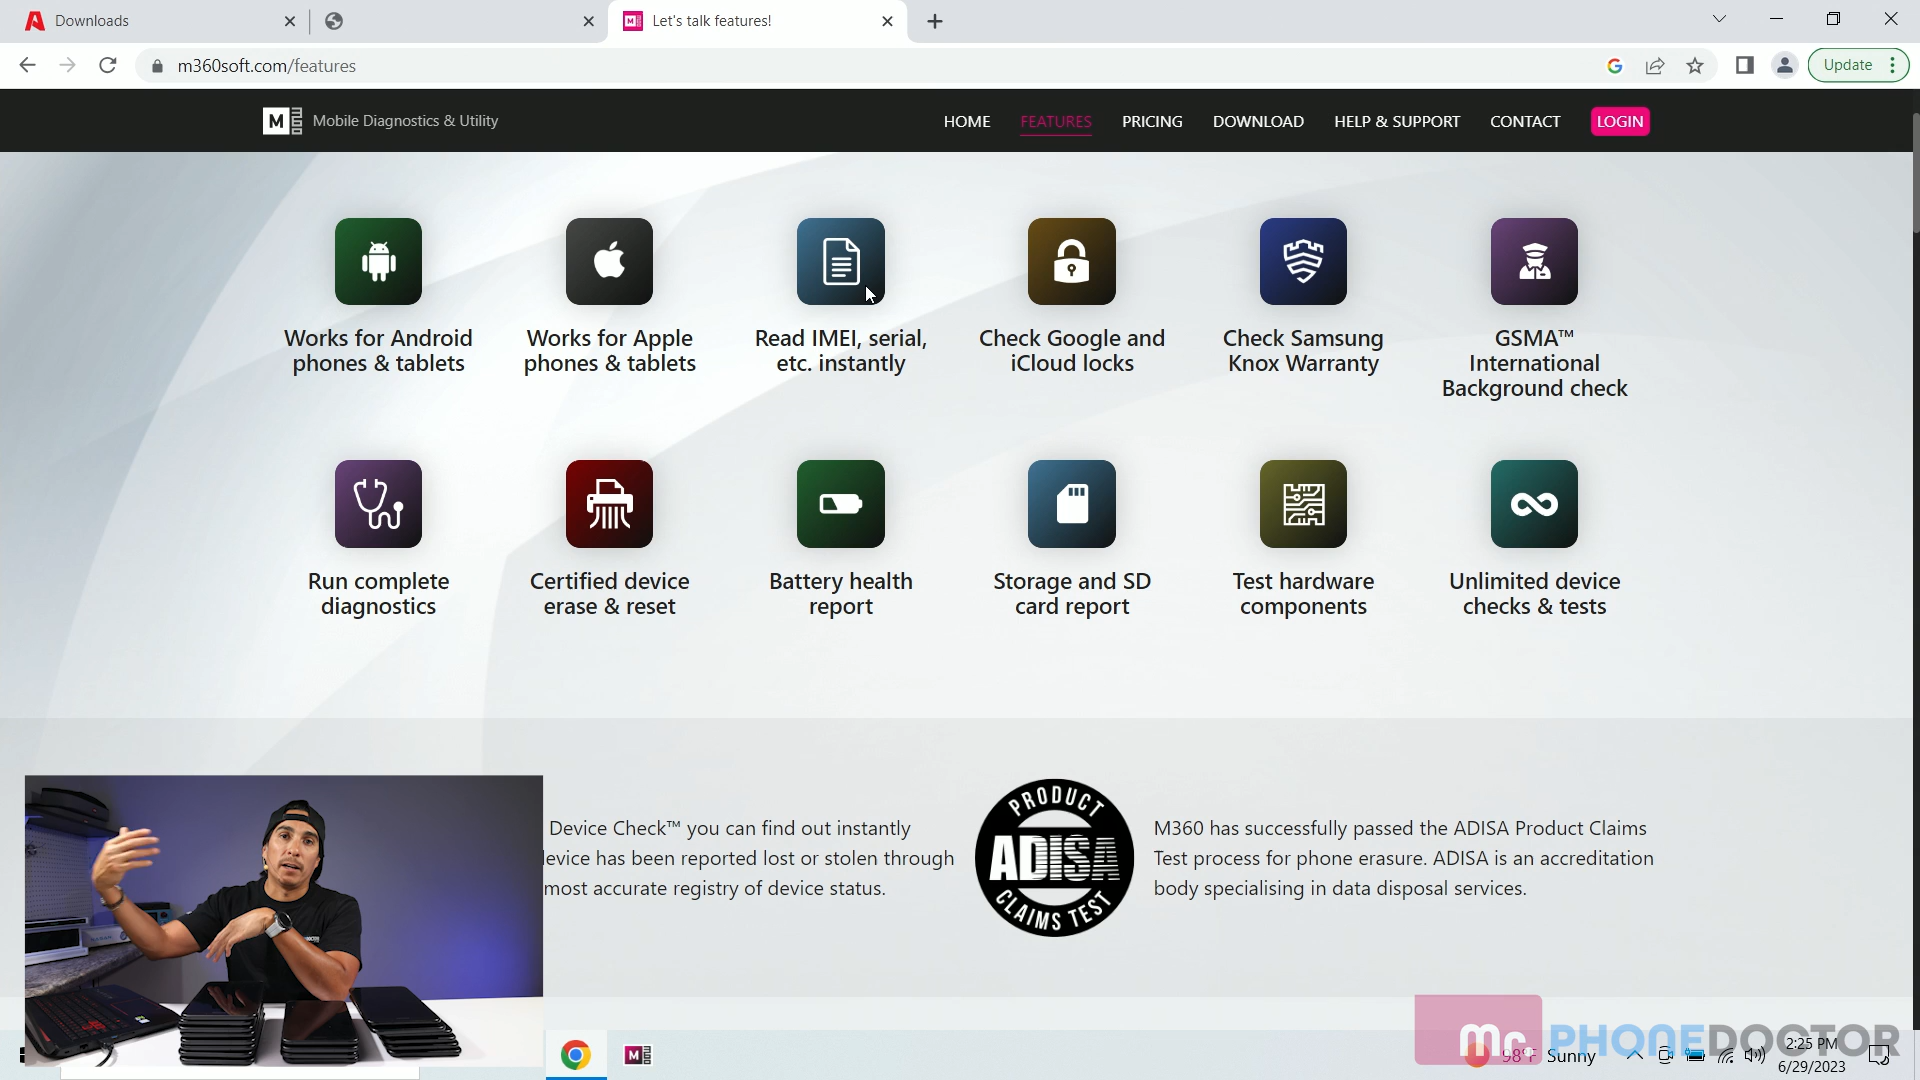 Downloads
Let's talk features!
m360soft.com/features
Update
M360 Mobile Diagnostics & Utility
HOME FEATURES PRICING DOWNLOAD HELP & SUPPORT CONTACT LOGIN
Works for Android
phones & tablets
Works for Apple
phones & tablets
Read IMEI, serial,
etc. instantly
Check Google and
iCloud locks
Check Samsung
Knox Warranty
GSMA™
International
Background check
Run complete
diagnostics
Certified device
erase & reset
Battery health
report
Storage and SD
card report
Test hardware
components
Unlimited device
checks & tests
Device Check™ you can find out instantly
device has been reported lost or stolen through
most accurate registry of device status.
PRODUCT
ADISA
CLAIMS TEST
M360 has successfully passed the ADISA Product Claims
Test process for phone erasure. ADISA is an accreditation
body specialising in data disposal services.
mr PHONEDOCTOR
98°F Sunny
2:25 PM
6/29/2023